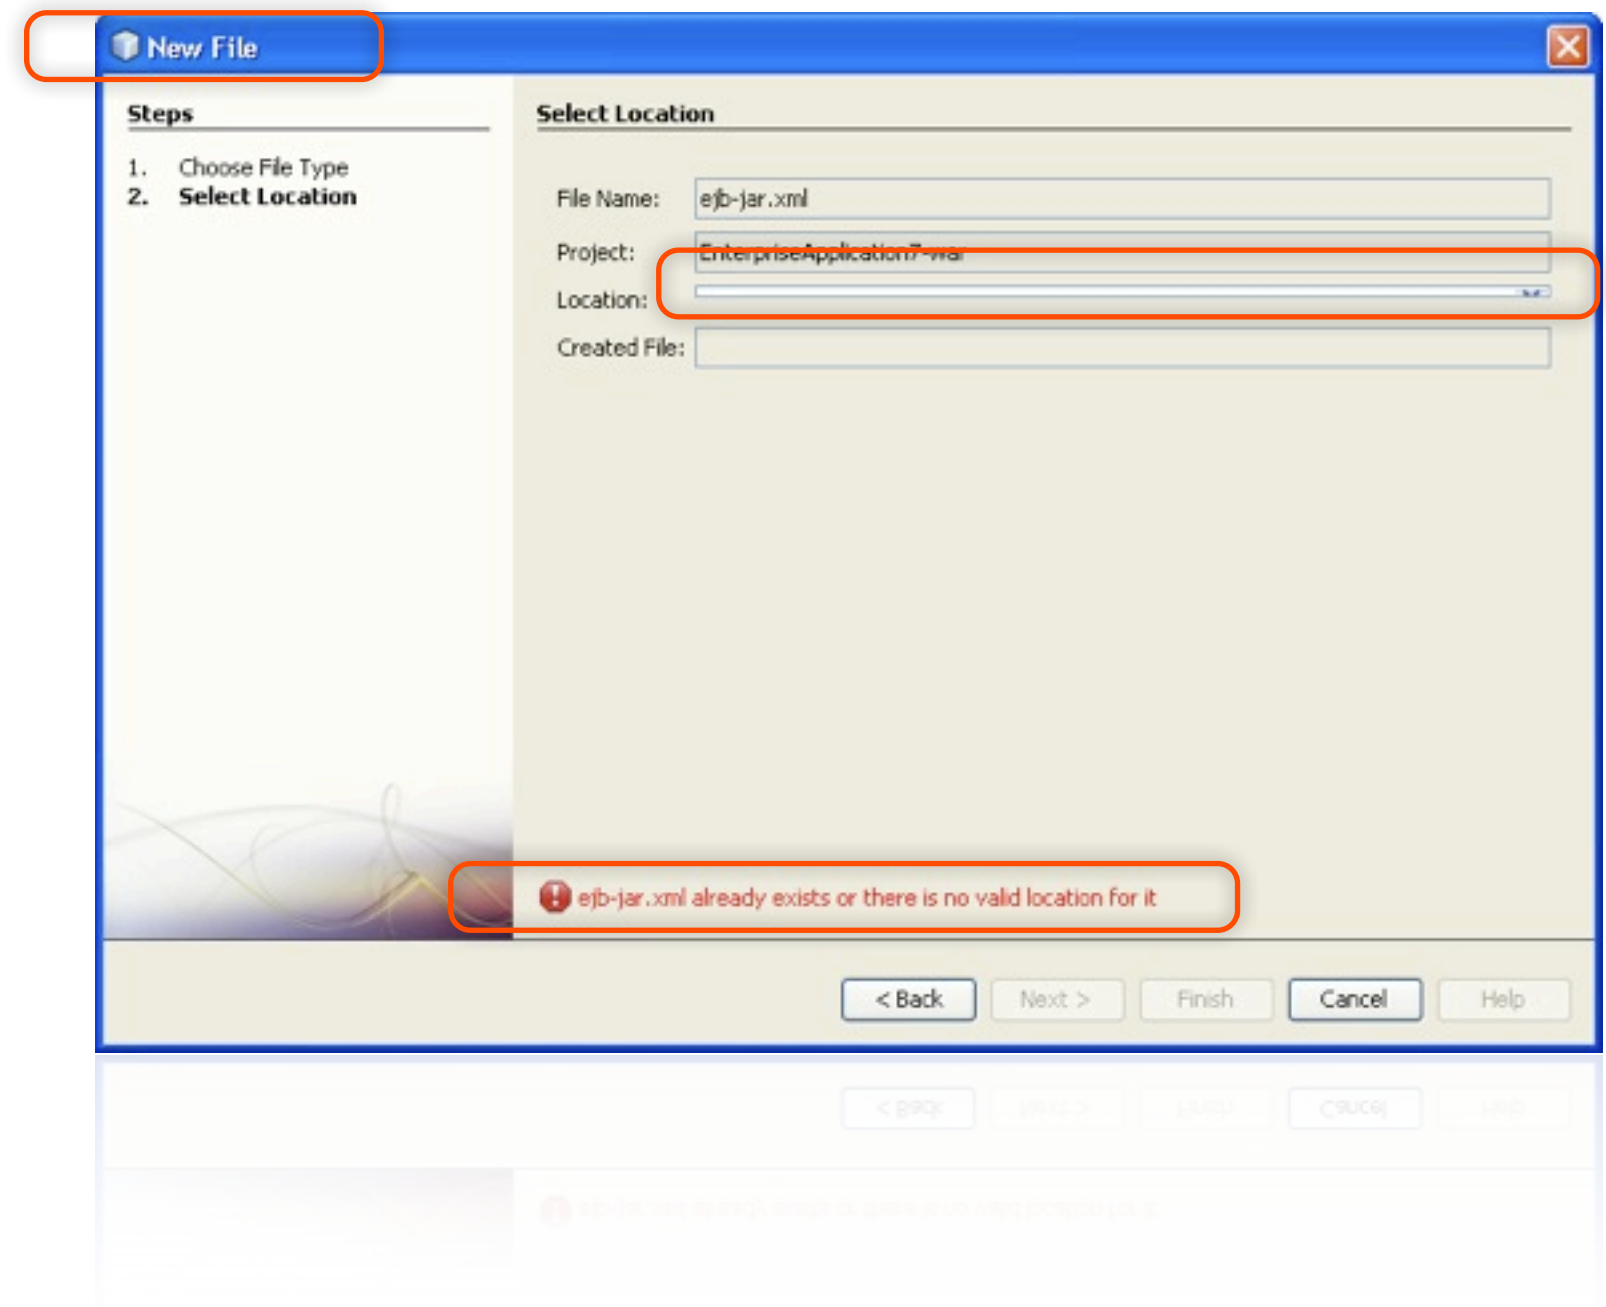 New File
Steps
1. Choose File Type
2. Select Location
Select Location
File Name: ejb-jar.xml
Project: EnterpriseApplication7-war
Location:
Created File:
ejb-jar.xml already exists or there is no valid location for it
< Back Next > Finish Cancel Help